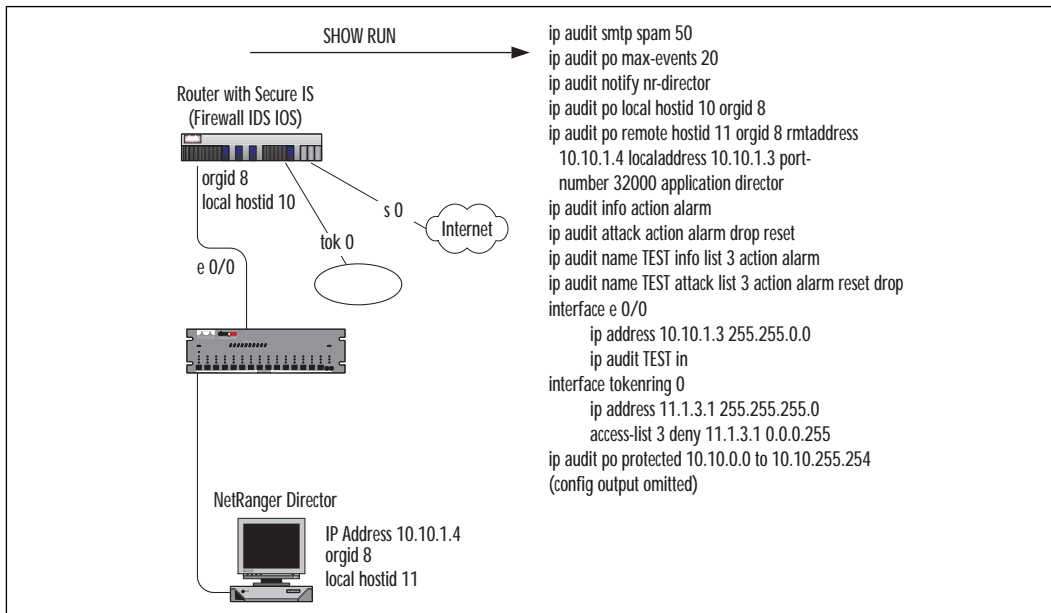 SHOW RUN
Router with Secure IS
(Firewall IDS IOS)
orgid 8
local hostid 10
s 0
Internet
tok 0
e 0/0
NetRanger Director
IP Address 10.10.1.4
orgid 8
local hostid 11
ip audit smtp spam 50
ip audit po max-events 20
ip audit notify nr-director
ip audit po local hostid 10 orgid 8
ip audit po remote hostid 11 orgid 8 rmtaddress
10.10.1.4 localaddress 10.10.1.3 port-
number 32000 application director
ip audit info action alarm
ip audit attack action alarm drop reset
ip audit name TEST info list 3 action alarm
ip audit name TEST attack list 3 action alarm reset drop
interface e 0/0
ip address 10.10.1.3 255.255.0.0
ip audit TEST in
interface tokenring 0
ip address 11.1.3.1 255.255.255.0
access-list 3 deny 11.1.3.1 0.0.0.255
ip audit po protected 10.10.0.0 to 10.10.255.254
(config output omitted)